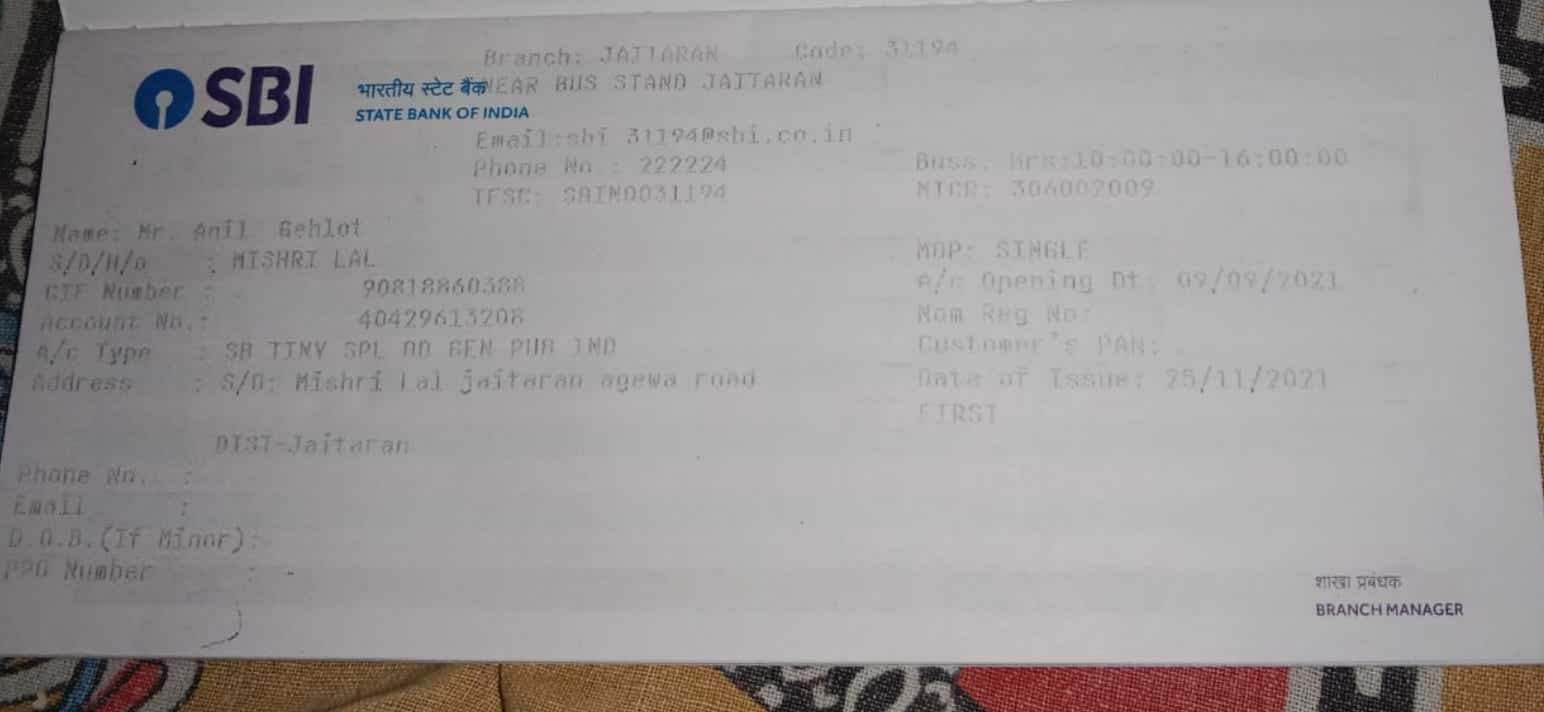 Branch: JAITARAN Code: 31194
SBI भारतीय स्टेट बैंक NEAR BUS STAND JAITARAN
STATE BANK OF INDIA
Email:sbi 31194@sbi.co.in
Phone No.: 222224 Buss. Hrs:10:00:00-16:00:00
IFSC: SBIN0031194 MICR: 306002009
Name: Mr. Anil Gehlot
S/D/H/o : MISHRI LAL MOP: SINGLE
CIF Number : 90818860388 A/c Opening Dt: 09/09/2021
Account No.: 40429613208 Nom Reg No:
A/c Type : SB TINY SPL OD GEN PUB IND Customer's PAN:
Address : S/O: Mishri Lal jaitaran agewa road Date of Issue: 25/11/2021
FIRST
DIST-Jaitaran
Phone No. :
Email :
D.O.B.(If Minor):
PPO Number : -
शाखा प्रबंधक
BRANCH MANAGER